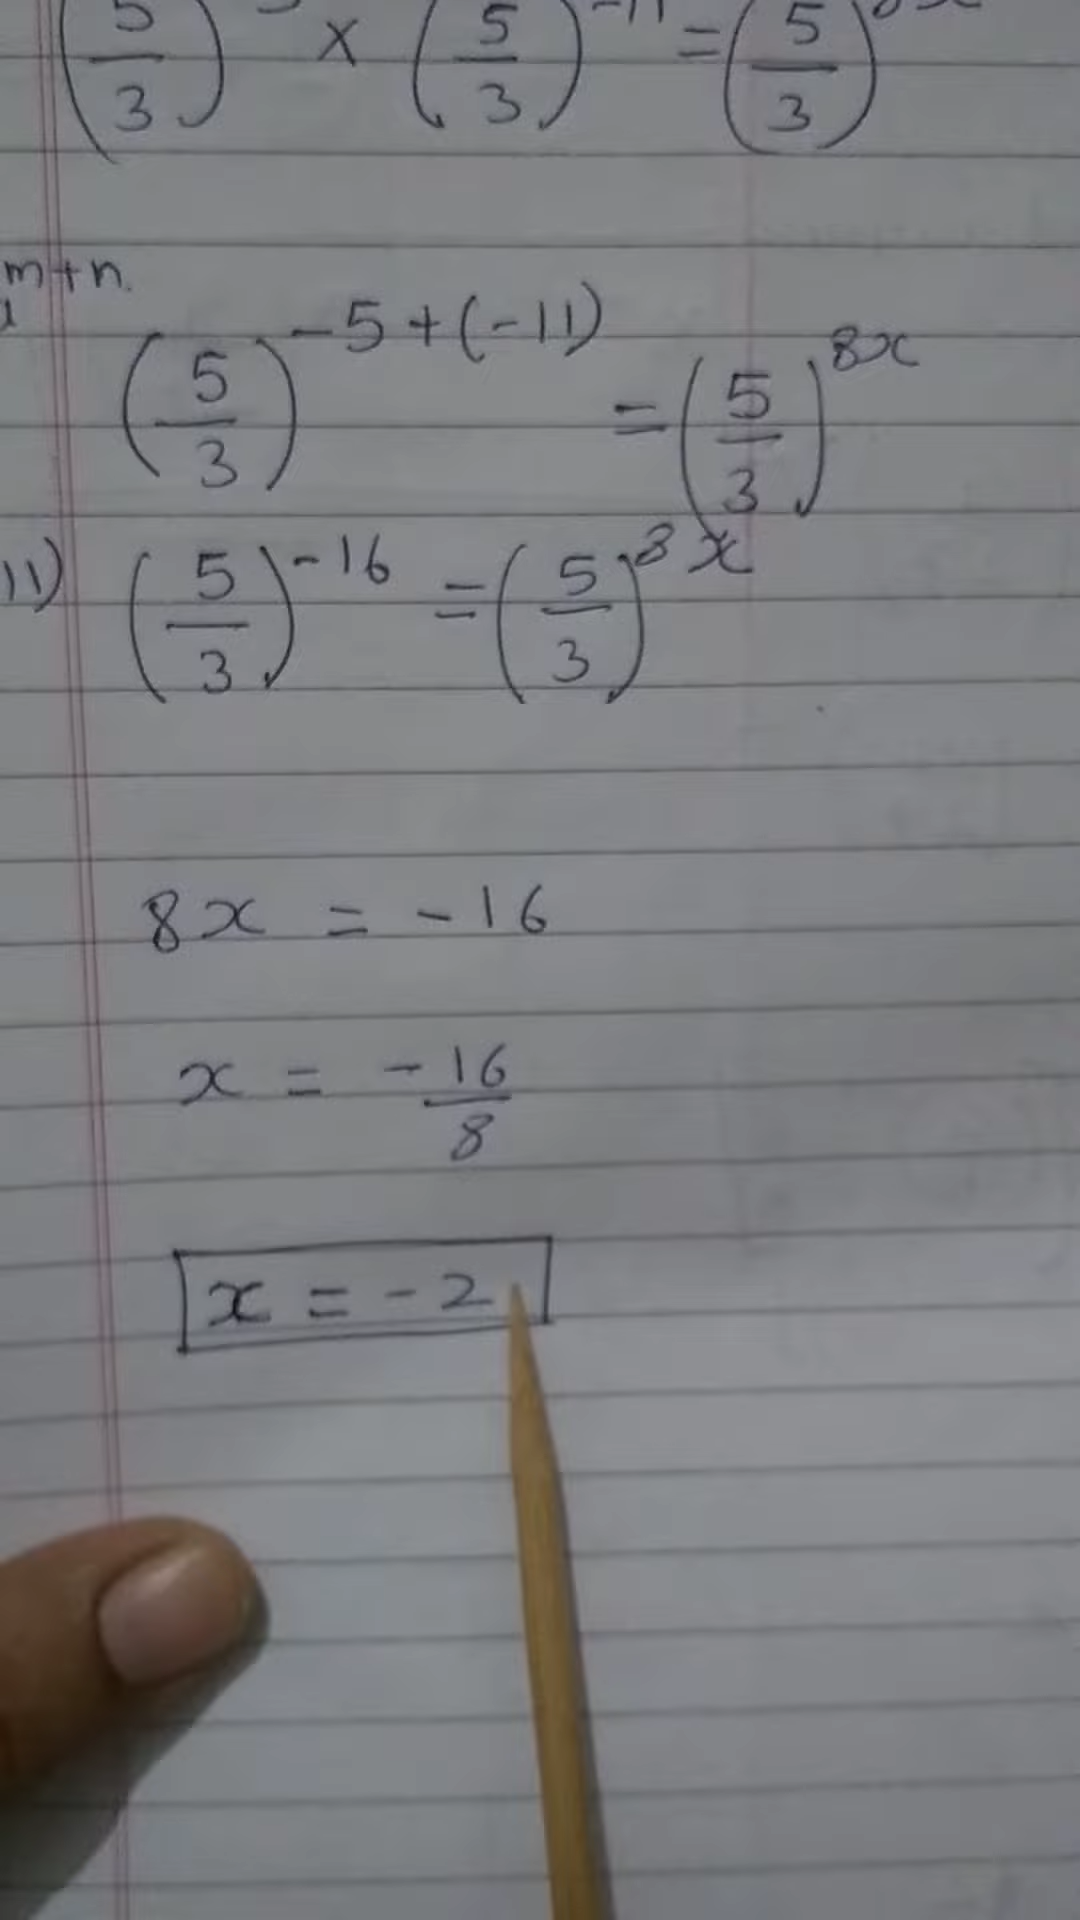 (5/3) × (5/3)^-11 = (5/3)^8x
m+n
(5/3)^-5+(-11) = (5/3)^8x
11) (5/3)^-16 = (5/3)^8x
8x = -16
x = -16/8
x = -2